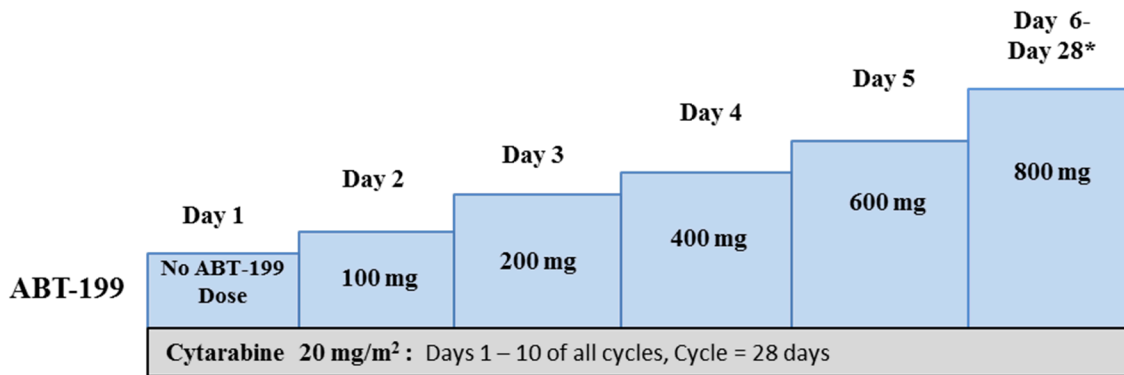 Day 6-
Day 28*
Day 5
Day 4
Day 3
Day 2
Day 1
ABT-199
No ABT-199
Dose
100 mg
200 mg
400 mg
600 mg
800 mg
Cytarabine 20 mg/m² : Days 1 – 10 of all cycles, Cycle = 28 days